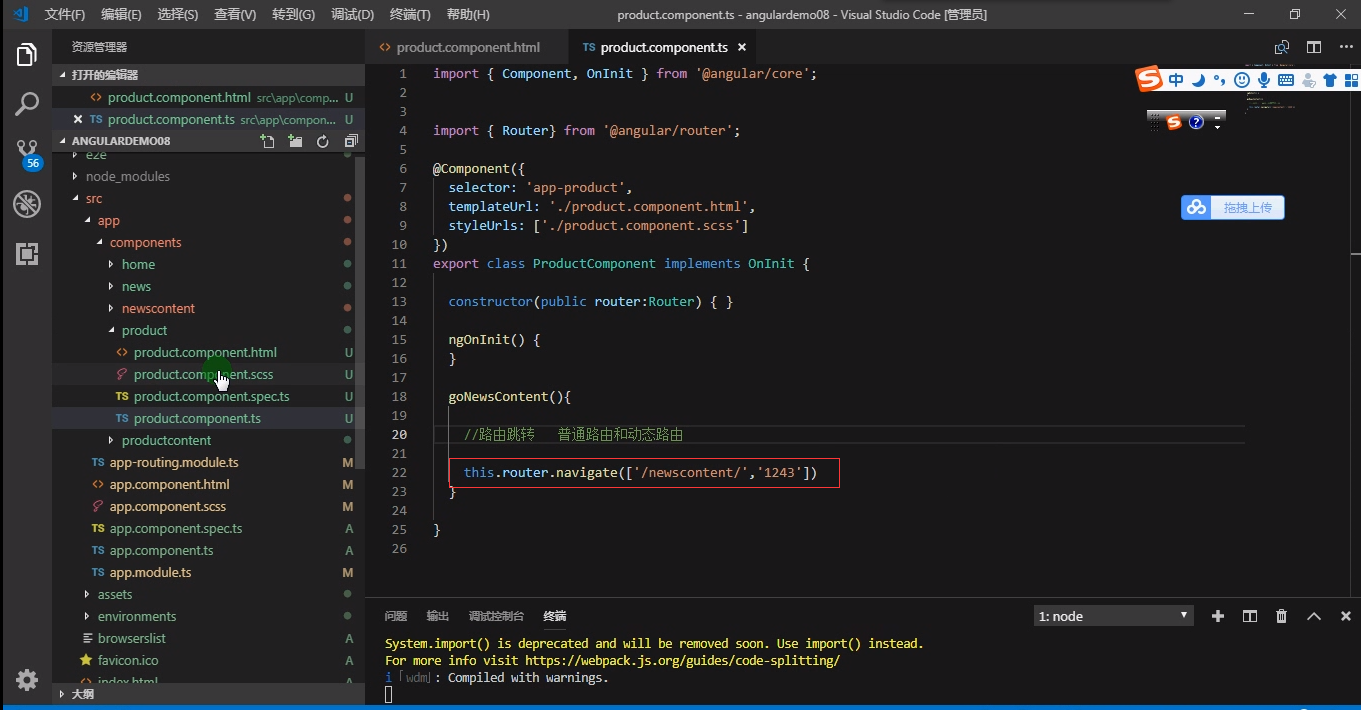 文件(F) 编辑(E) 选择(S) 查看(V) 转到(G) 调试(D) 终端(T) 帮助(H) product.component.ts - angulardemo08 - Visual Studio Code [管理员]
资源管理器
打开的编辑器
product.component.html src\app\comp... U
TS product.component.ts src\app\compon... U
ANGULARDEMO08
56
e2e
node_modules
src
app
components
home
news
newscontent
product
product.component.html U
product.component.scss U
TS product.component.spec.ts U
TS product.component.ts U
productcontent
TS app-routing.module.ts M
app.component.html M
app.component.scss M
TS app.component.spec.ts A
TS app.component.ts A
TS app.module.ts M
assets
environments
browserslist A
favicon.ico A
index.html A
大纲
product.component.html TS product.component.ts
1 import { Component, OnInit } from '@angular/core';
2
3
4 import { Router} from '@angular/router';
5
6 @Component({
7 selector: 'app-product',
8 templateUrl: './product.component.html',
9 styleUrls: ['./product.component.scss']
10 })
11 export class ProductComponent implements OnInit {
12
13 constructor(public router:Router) { }
14
15 ngOnInit() {
16 }
17
18 goNewsContent(){
19
20 //路由跳转 普通路由和动态路由
21
22 this.router.navigate(['/newscontent/','1243'])
23 }
24
25 }
26
中
拖拽上传
问题 输出 调试控制台 终端 1: node
System.import() is deprecated and will be removed soon. Use import() instead.
For more info visit https://webpack.js.org/guides/code-splitting/
i ｢wdm｣: Compiled with warnings.